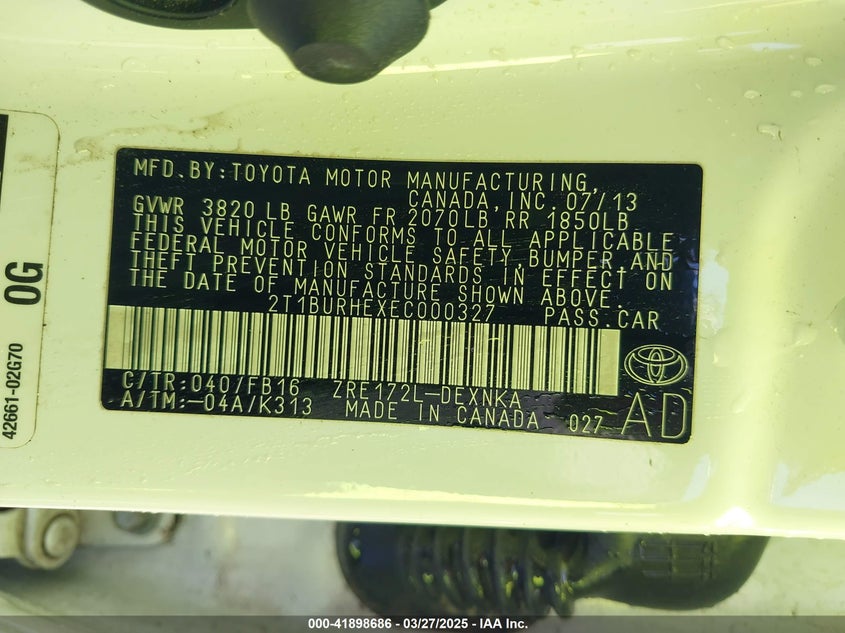 MFD.BY:TOYOTA MOTOR MANUFACTURING,
CANADA,INC.07/13
GVWR 3820 LB GAWR FR 2070LB,RR 1850LB
THIS VEHICLE CONFORMS TO ALL APPLICABLE
FEDERAL MOTOR VEHICLE SAFETY,BUMPER AND
THEFT PREVENTION STANDARDS IN EFFECT ON
THE DATE OF MANUFACTURE SHOWN ABOVE.
2T1BURHEXEC000327 PASS.CAR
C/TR:040/FB16 ZRE172L-DEXNKA
A/TM:-04A/K313 MADE IN CANADA 027 AD
0G
42661-02G70
000-41898686 — 03/27/2025 — IAA Inc.